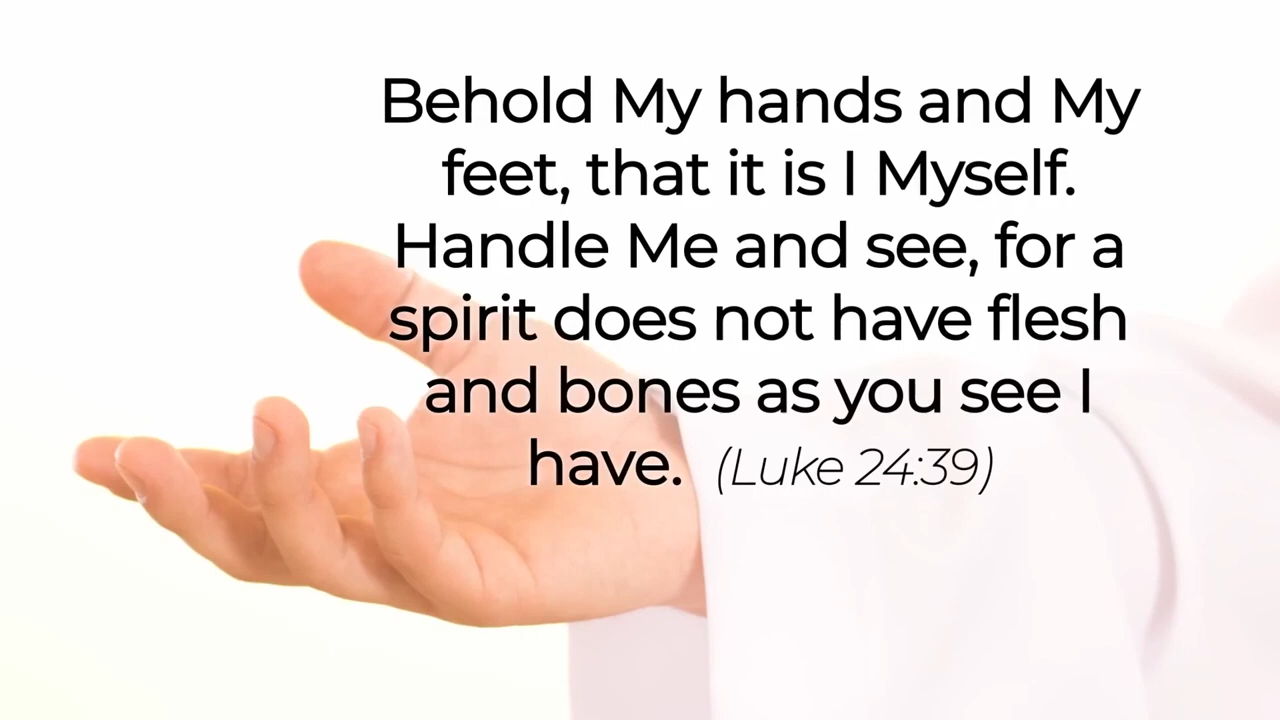 Behold My hands and My
feet, that it is I Myself.
Handle Me and see, for a
spirit does not have flesh
and bones as you see I
have. (Luke 24:39)